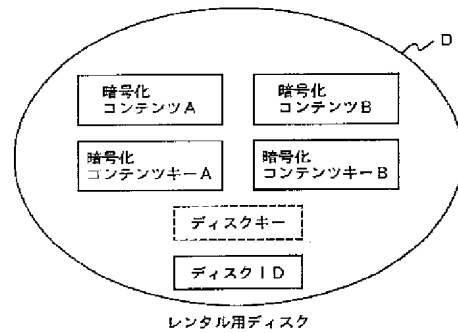 D
暗号化
コンテンツA
暗号化
コンテンツB
暗号化
コンテンツキーA
暗号化
コンテンツキーB
ディスクキー
ディスクID
レンタル用ディスク